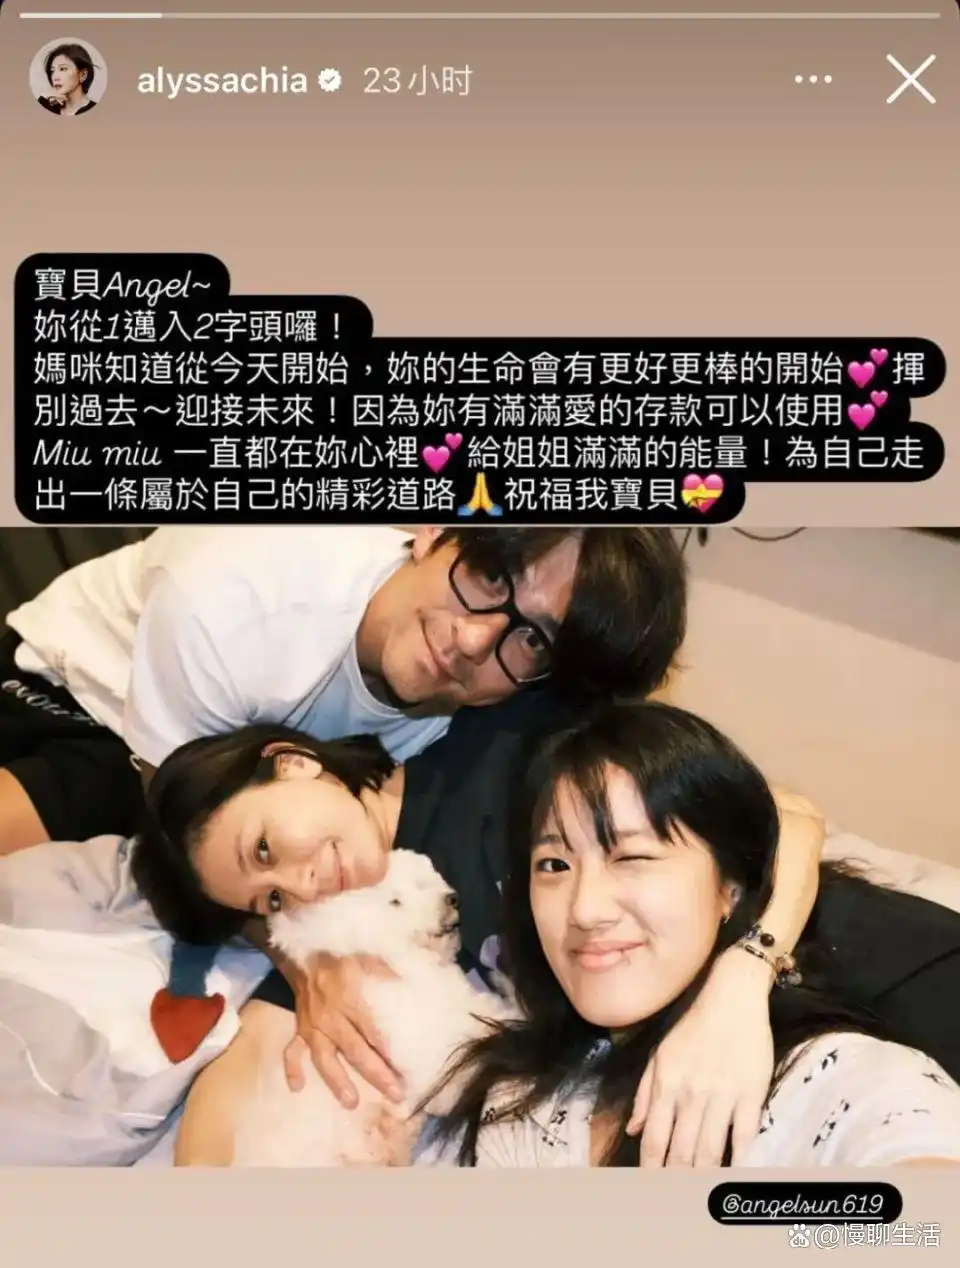 alyssachia 23小时
寶貝Angel~
妳從1邁入2字頭囉！
媽咪知道從今天開始，妳的生命會有更好更棒的開始💕揮
別過去～迎接未來！因為妳有滿滿愛的存款可以使用💕
Miu miu 一直都在妳心裡💕給姐姐滿滿的能量！為自己走
出一條屬於自己的精彩道路🙏祝福我寶貝💝
@angelsun619
@慢聊生活